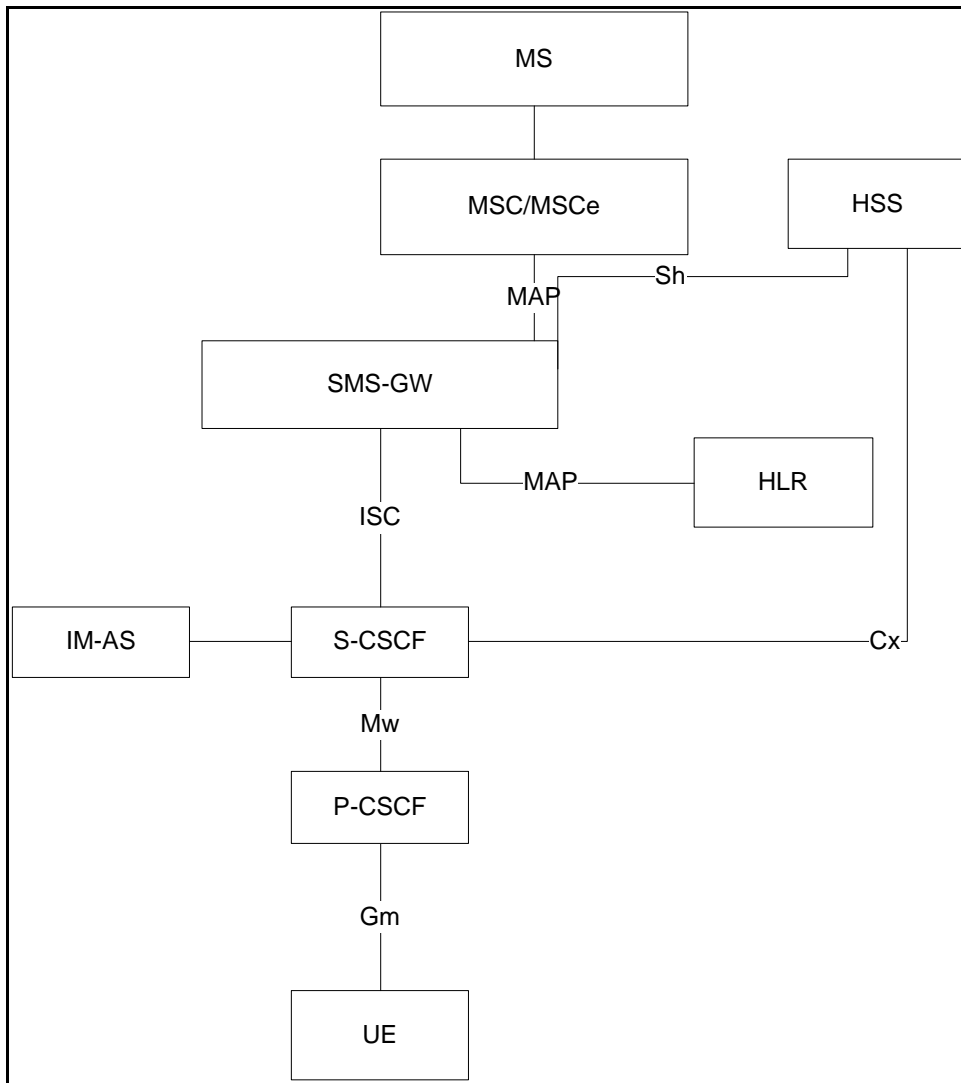 MS
MSC/MSCe
HSS
Sh
MAP
SMS-GW
MAP
HLR
ISC
IM-AS
S-CSCF
Cx
Mw
P-CSCF
Gm
UE